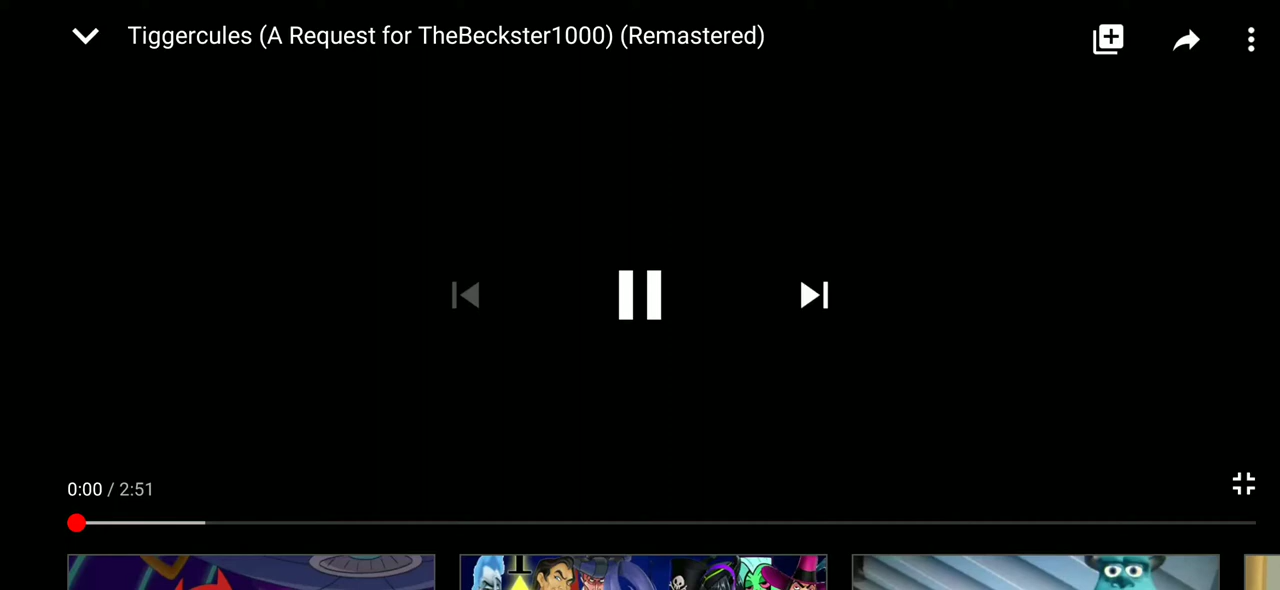 Tiggercules (A Request for TheBeckster1000) (Remastered)
0:00 / 2:51